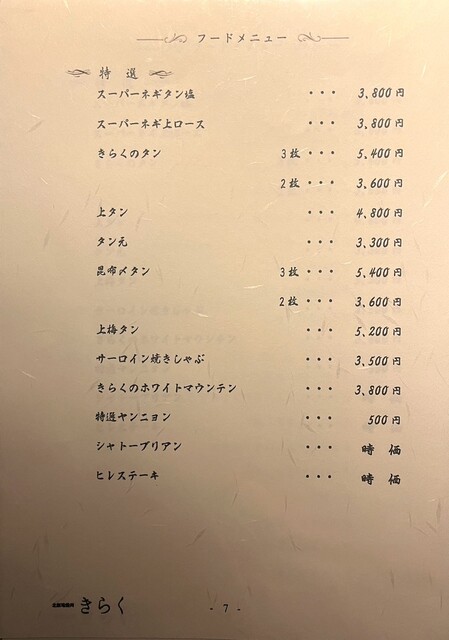 フードメニュー
特選
スーパーネギタン塩 ・・・ 3,800円
スーパーネギ上ロース ・・・ 3,800円
きらくのタン 3枚・・・ 5,400円
2枚・・・ 3,600円
上タン ・・・ 4,800円
タン元 ・・・ 3,300円
昆布〆タン 3枚・・・ 5,400円
2枚・・・ 3,600円
上梅タン ・・・ 5,200円
サーロイン焼きしゃぶ ・・・ 3,500円
きらくのホワイトマウンテン ・・・ 3,800円
特選ヤンニョン ・・・ 500円
シャトーブリアン ・・・ 時価
ヒレステーキ ・・・ 時価
きらく
- 7 -